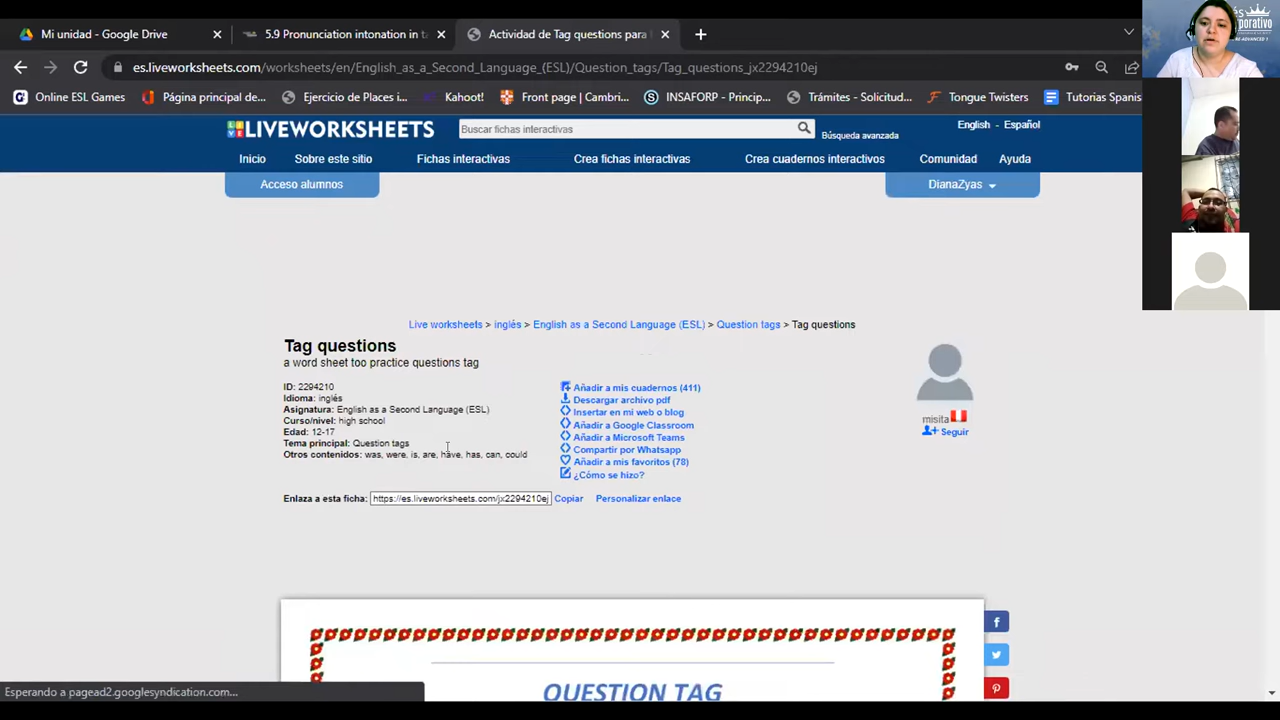 Mi unidad - Google Drive
5.9 Pronunciation intonation in ta
Actividad de Tag questions para
es.liveworksheets.com/worksheets/en/English_as_a_Second_Language_(ESL)/Question_tags/Tag_questions_jx2294210ej
Online ESL Games
Página principal de...
Ejercicio de Places i...
Kahoot!
Front page | Cambri...
INSAFORP - Princip...
Trámites - Solicitud...
Tongue Twisters
Tutorias Spanis
LIVEWORKSHEETS
Buscar fichas interactivas
Búsqueda avanzada
English - Español
Inicio
Sobre este sitio
Fichas interactivas
Crea fichas interactivas
Crea cuadernos interactivos
Comunidad
Ayuda
Acceso alumnos
DianaZyas
Live worksheets > inglés > English as a Second Language (ESL) > Question tags > Tag questions
Tag questions
a word sheet too practice questions tag
ID: 2294210
Idioma: inglés
Asignatura: English as a Second Language (ESL)
Curso/nivel: high school
Edad: 12-17
Tema principal: Question tags
Otros contenidos: was, were, is, are, have, has, can, could
Añadir a mis cuadernos (411)
Descargar archivo pdf
Insertar en mi web o blog
Añadir a Google Classroom
Añadir a Microsoft Teams
Compartir por Whatsapp
Añadir a mis favoritos (78)
¿Cómo se hizo?
misita
Seguir
Enlaza a esta ficha: https://es.liveworksheets.com/jx2294210ej Copiar Personalizar enlace
QUESTION TAG
Esperando a pagead2.googlesyndication.com...